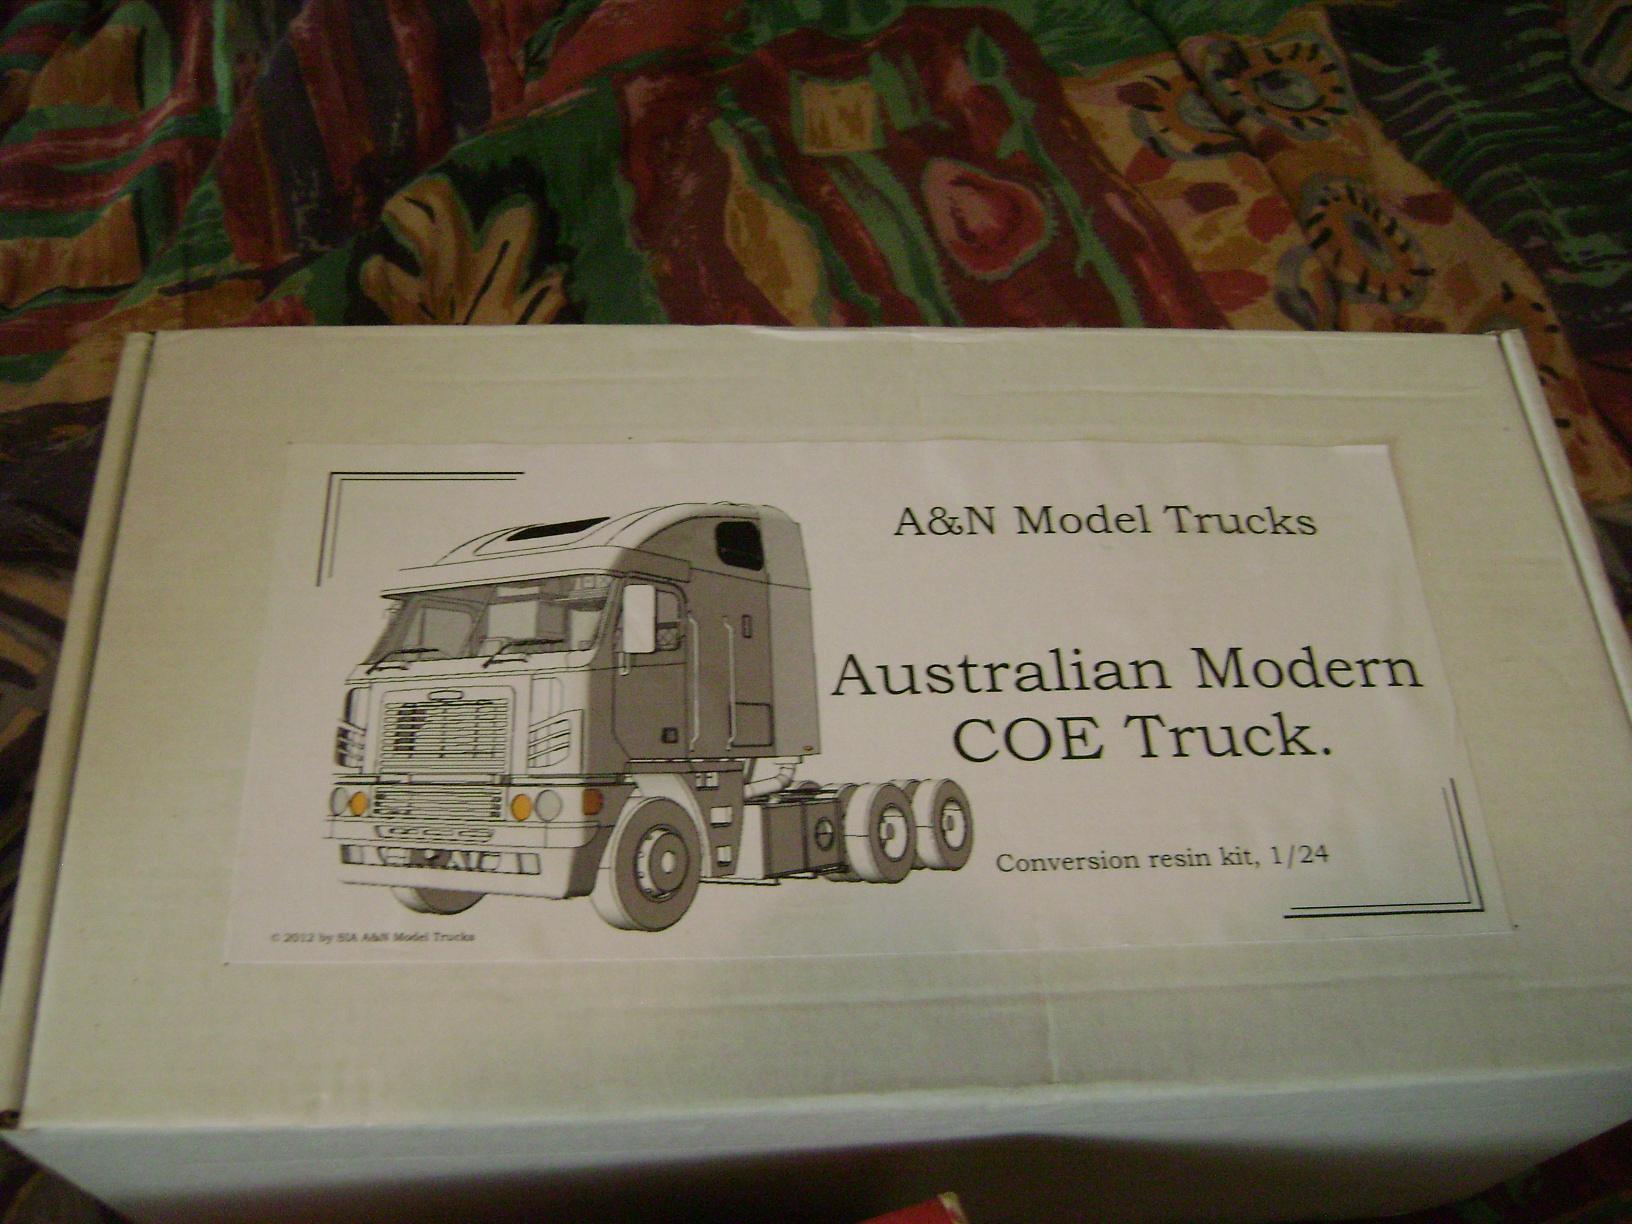 A&N Model Trucks
Australian Modern
COE Truck.
Conversion resin kit, 1/24
© 2012 by SIA A&N Model Trucks